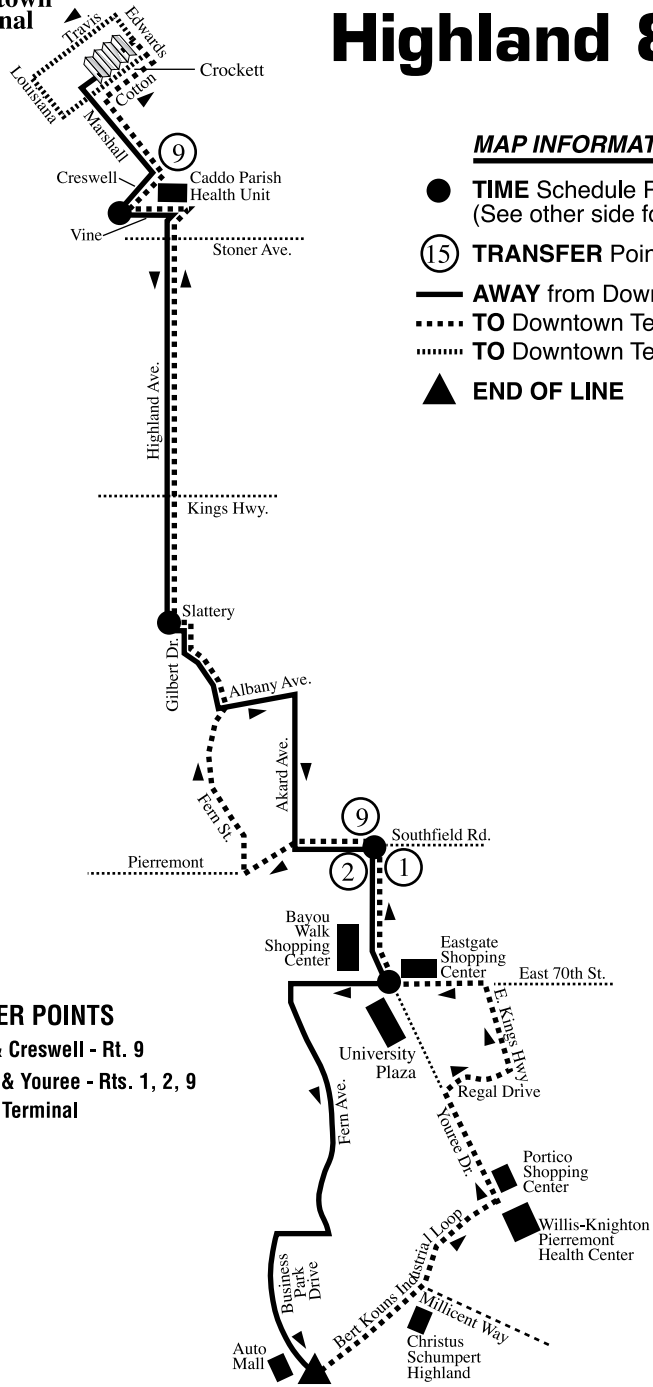 Highland &
town
nal
Travis
Edwards
Louisiana
Crockett
Cotton
Marshall
9
Creswell
Caddo Parish
Health Unit
Vine
Stoner Ave.
MAP INFORMAT
TIME Schedule P
(See other side fo
15 TRANSFER Poin
AWAY from Down
TO Downtown Te
TO Downtown Te
END OF LINE
Highland Ave.
Kings Hwy.
Slattery
Gilbert Dr.
Albany Ave.
Akard Ave.
Fern St.
9
Southfield Rd.
Pierremont
2
1
Bayou
Walk
Shopping
Center
Eastgate
Shopping
Center
East 70th St.
E. Kings Hwy.
University
Plaza
Regal Drive
ER POINTS
& Creswell - Rt. 9
& Youree - Rts. 1, 2, 9
Terminal
Fern Ave.
Youree Dr.
Portico
Shopping
Center
Willis-Knighton
Pierremont
Health Center
Business
Park
Drive
Bert Kouns Industrial Loop
Millicent Way
Auto
Mall
Christus
Schumpert
Highland